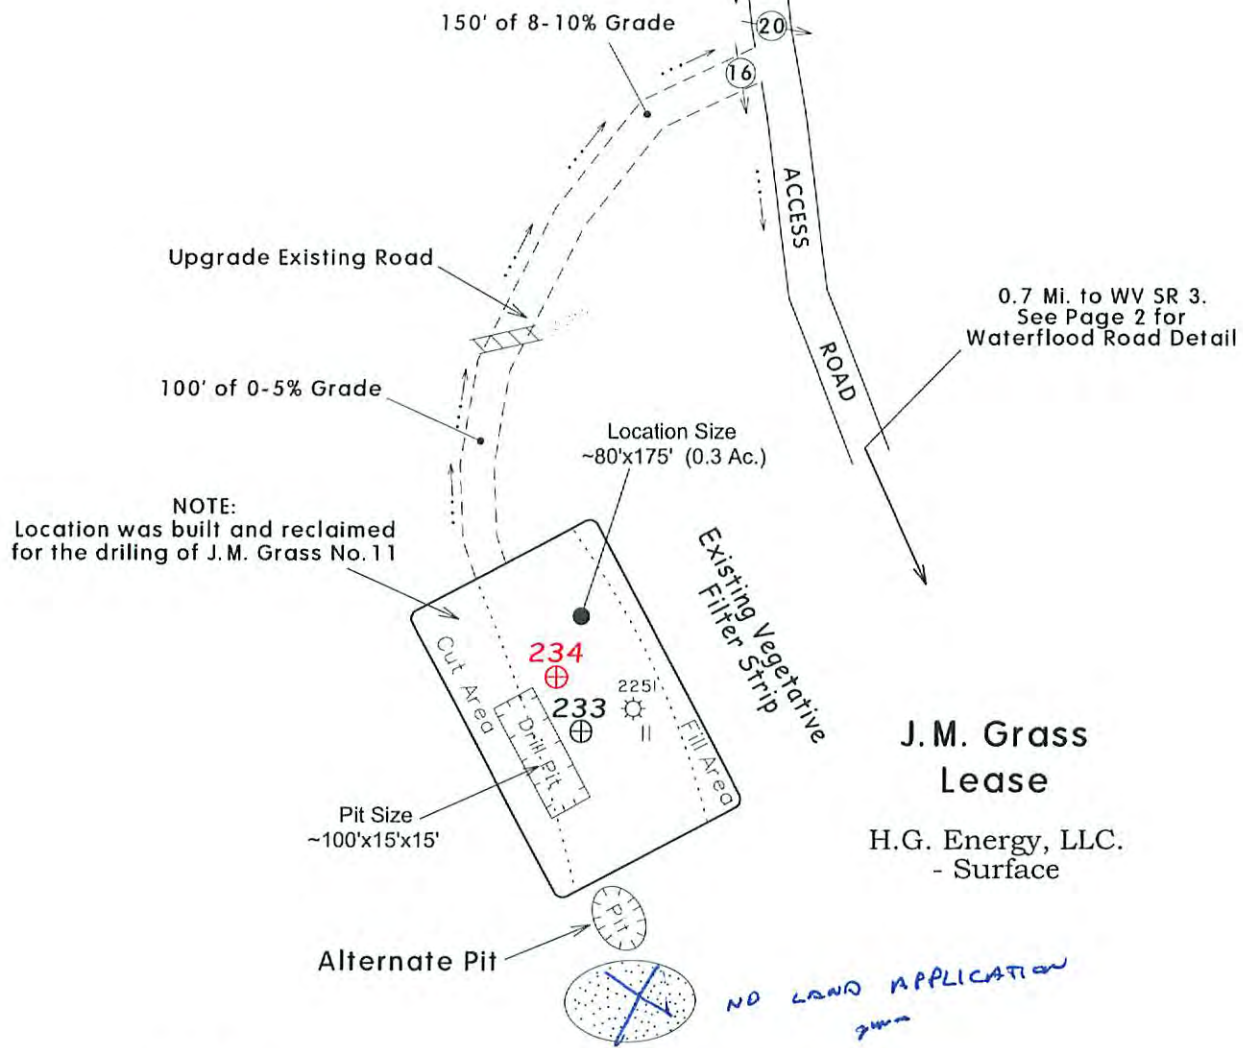 150' of 8-10% Grade
20
16
ACCESS
ROAD
Upgrade Existing Road
0.7 Mi. to WV SR 3.
See Page 2 for
Waterflood Road Detail
100' of 0-5% Grade
Location Size
~80'x175' (0.3 Ac.)
NOTE:
Location was built and reclaimed
for the driling of J.M. Grass No. 11
Existing Vegetative
Filter Strip
Cut Area
234
2251
233
11
Drill Pit
Fill Area
Pit Size
~100'x15'x15'
J.M. Grass
Lease
H.G. Energy, LLC.
- Surface
Pit
Alternate Pit
NO LAND APPLICATION